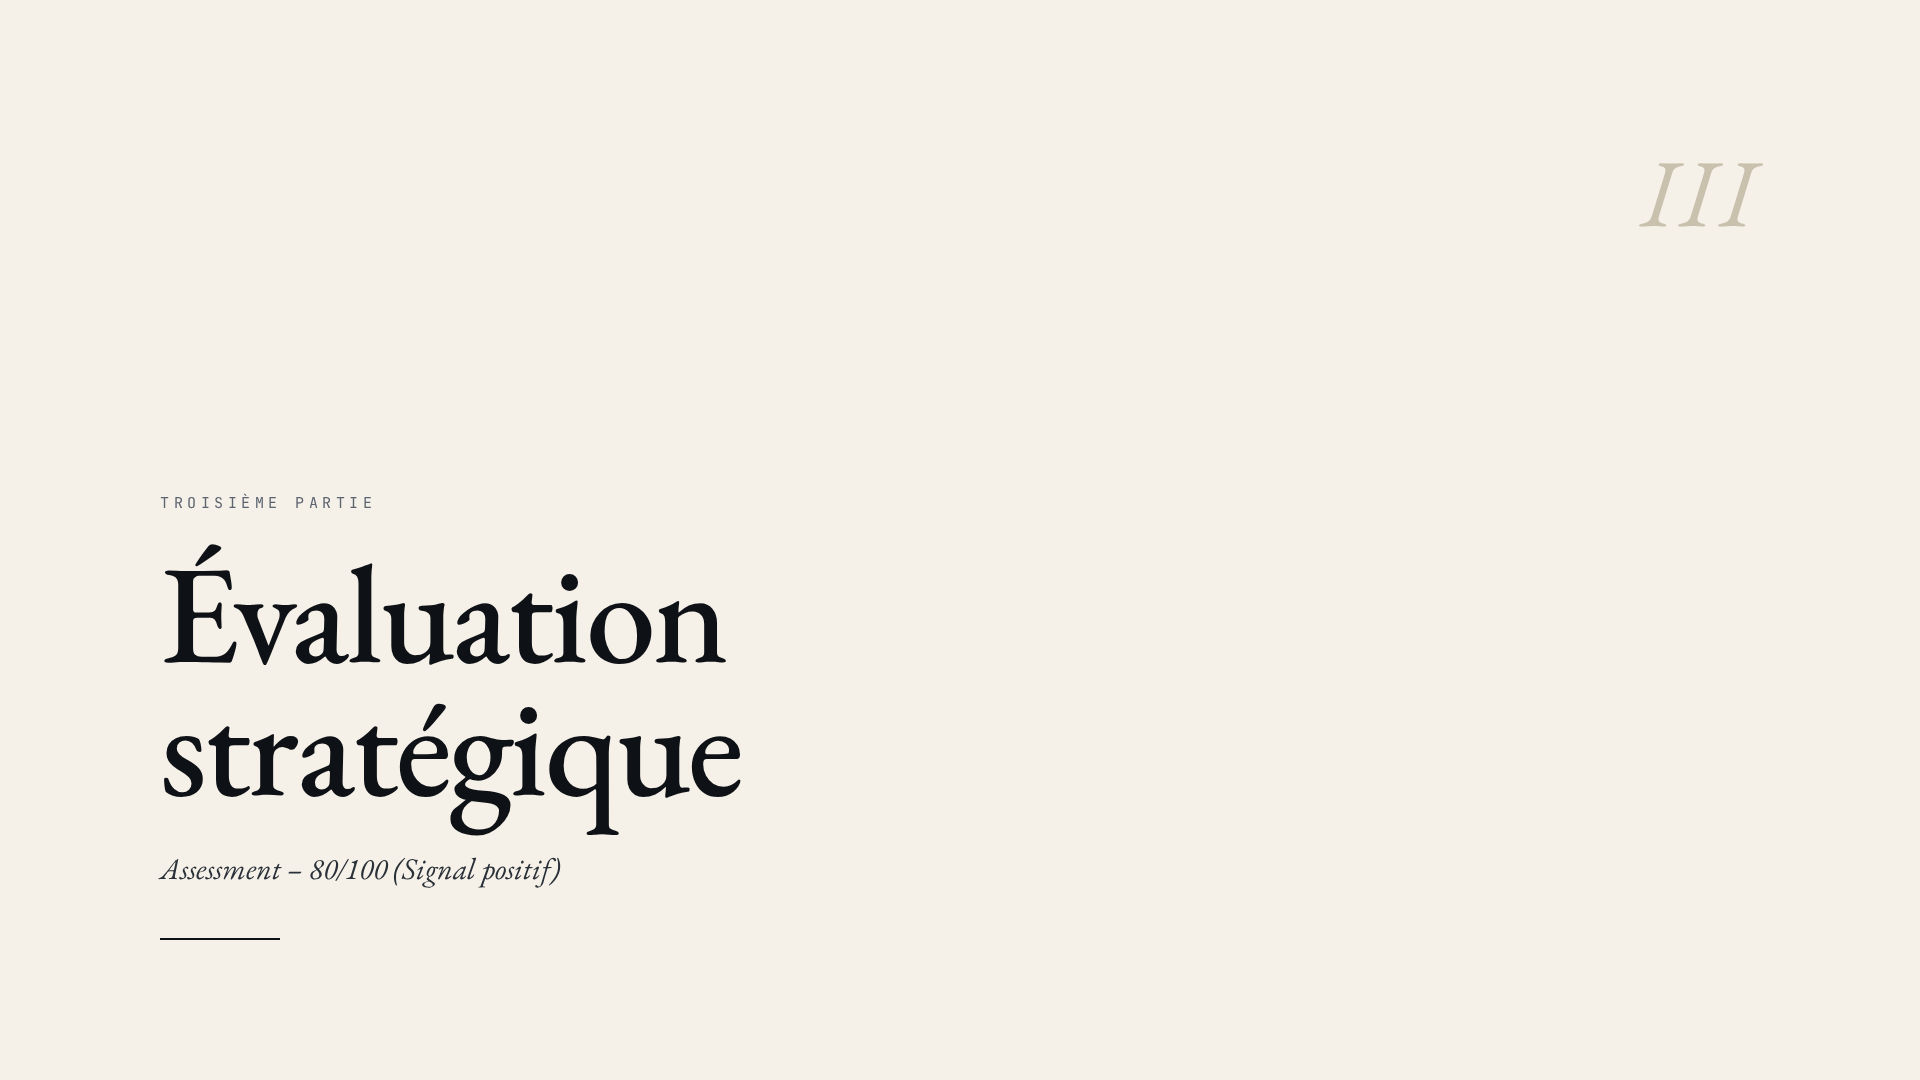 III
TROISIÈME PARTIE
Évaluation
stratégique
Assessment – 80/100 (Signal positif)